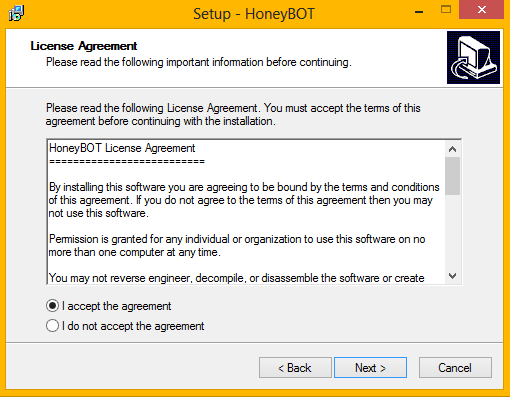 Setup - HoneyBOT
License Agreement
Please read the following important information before continuing.
Please read the following License Agreement. You must accept the terms of this
agreement before continuing with the installation.
HoneyBOT License Agreement
==========================
By installing this software you are agreeing to be bound by the terms and conditions
of this agreement. If you do not agree to the terms of this agreement then you may
not use this software.
Permission is granted for any individual or organization to use this software on no
more than one computer at any time.
You may not reverse engineer, decompile, or disassemble the software or create
I accept the agreement
I do not accept the agreement
< Back
Next >
Cancel